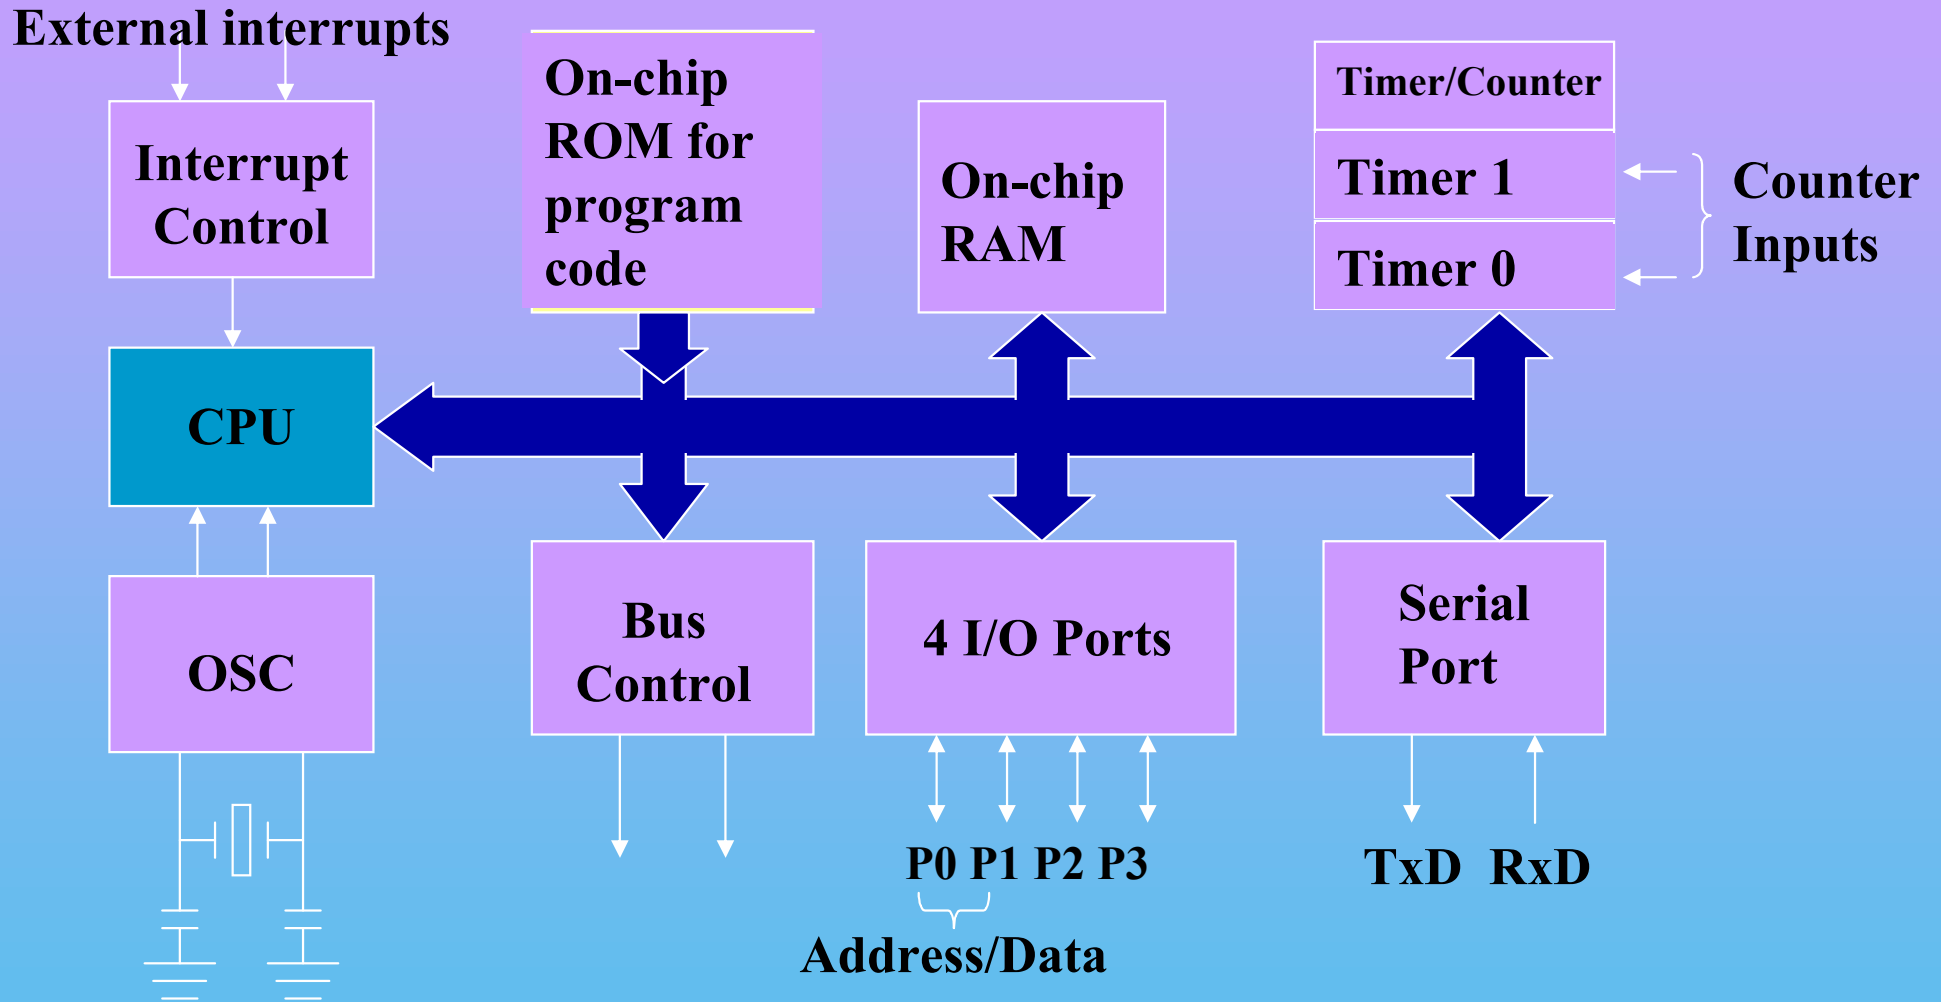 External interrupts
Interrupt
Control
On-chip
ROM for
program
code
On-chip
RAM
Timer/Counter
Timer 1
Timer 0
Counter
Inputs
CPU
OSC
Bus
Control
4 I/O Ports
Serial
Port
P0 P1 P2 P3
Address/Data
TxD RxD